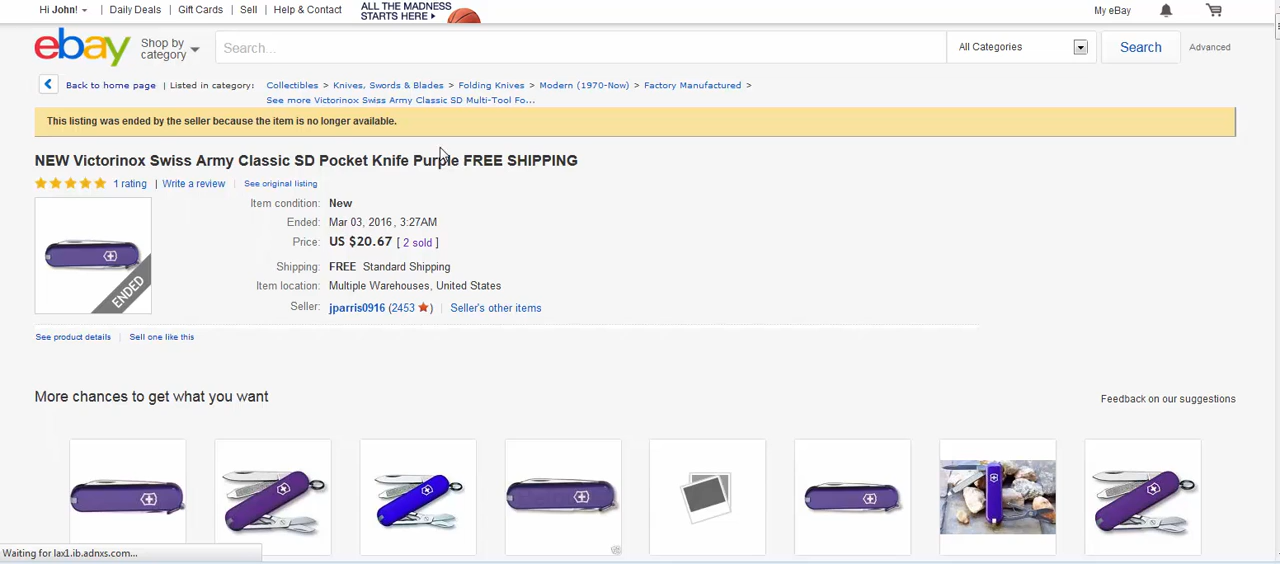 Hi John! | Daily Deals | Gift Cards | Sell | Help & Contact
ALL THE MADNESS
STARTS HERE
My eBay
ebay
Shop by
category
Search...
All Categories
Search
Advanced
Back to home page | Listed in category: Collectibles > Knives, Swords & Blades > Folding Knives > Modern (1970-Now) > Factory Manufactured >
See more Victorinox Swiss Army Classic SD Multi-Tool Fo...
This listing was ended by the seller because the item is no longer available.
NEW Victorinox Swiss Army Classic SD Pocket Knife Purple FREE SHIPPING
1 rating | Write a review | See original listing
Item condition: New
Ended: Mar 03, 2016 , 3:27AM
Price: US $20.67 [ 2 sold ]
Shipping: FREE Standard Shipping
Item location: Multiple Warehouses, United States
Seller: jparris0916 (2453 ) | Seller's other items
ENDED
See product details | Sell one like this
More chances to get what you want
Feedback on our suggestions
Waiting for lax1.ib.adnxs.com...